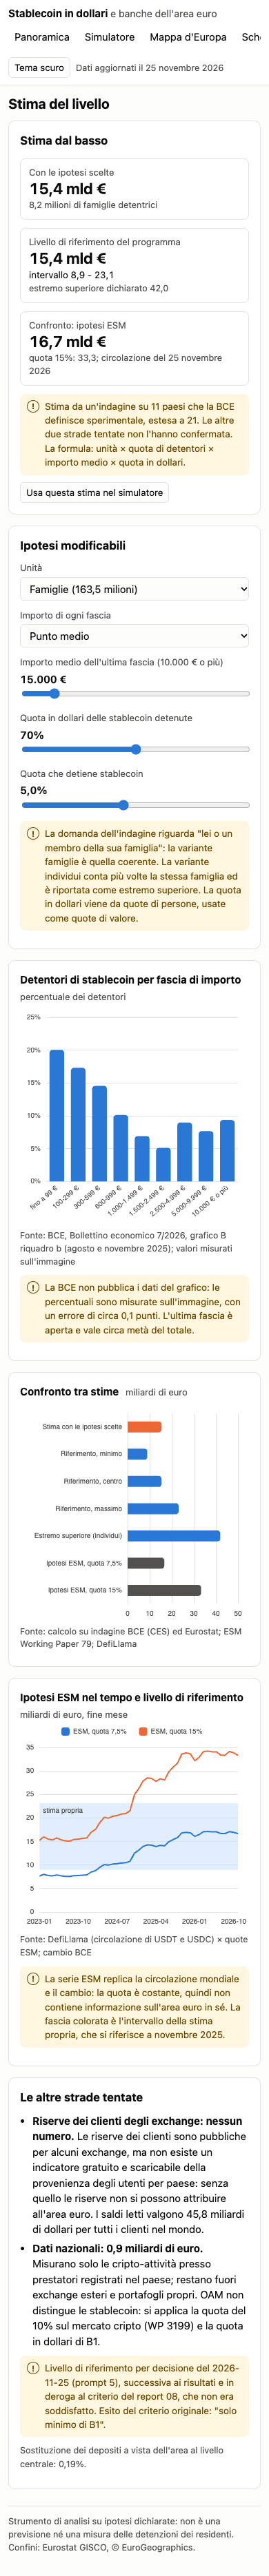 Stablecoin in dollari e banche dell'area euro
Panoramica Simulatore Mappa d'Europa
Tema scuro Dati aggiornati il 25 novembre 2026
Stima del livello
Stima dal basso
Con le ipotesi scelte
15,4 mld €
8,2 milioni di famiglie detentrici
Livello di riferimento del programma
15,4 mld €
intervallo 8,9 - 23,1
estremo superiore dichiarato 42,0
Confronto: ipotesi ESM
16,7 mld €
quota 15%: 33,3; circolazione del 25 novembre
2026
Stima da un'indagine su 11 paesi che la BCE
definisce sperimentale, estesa a 21. Le altre
due strade tentate non l'hanno confermata.
La formula: unità × quota di detentori ×
importo medio × quota in dollari.
Usa questa stima nel simulatore
Ipotesi modificabili
Unità
Famiglie (163,5 milioni)
Importo di ogni fascia
Punto medio
Importo medio dell'ultima fascia (10.000 € o più)
15.000 €
Quota in dollari delle stablecoin detenute
70%
Quota che detiene stablecoin
5,0%
La domanda dell'indagine riguarda "lei o un
membro della sua famiglia": la variante
famiglie è quella coerente. La variante
individui conta più volte la stessa famiglia ed
è riportata come estremo superiore. La quota
in dollari viene da quote di persone, usate
come quote di valore.
Detentori di stablecoin per fascia di importo
percentuale dei detentori
25%
20%
15%
10%
5%
0%
fino a 99 € 100-299 € 300-599 € 600-999 € 1.000-1.499 € 1.500-2.499 € 2.500-4.999 € 5.000-9.999 € 10.000 € o più
Fonte: BCE, Bollettino economico 7/2026, grafico B
riquadro b (agosto e novembre 2025); valori misurati
sull'immagine
La BCE non pubblica i dati del grafico: le
percentuali sono misurate sull'immagine, con
un errore di circa 0,1 punti. L'ultima fascia è
aperta e vale circa metà del totale.
Confronto tra stime miliardi di euro
Stima con le ipotesi scelte
Riferimento, minimo
Riferimento, centro
Riferimento, massimo
Estremo superiore (individui)
Ipotesi ESM, quota 7,5%
Ipotesi ESM, quota 15%
0 10 20 30 40 50
Fonte: calcolo su indagine BCE (CES) ed Eurostat; ESM
Working Paper 79; DefiLlama
Ipotesi ESM nel tempo e livello di riferimento
miliardi di euro, fine mese
ESM, quota 7,5% ESM, quota 15%
35
30
25
20
15
10
5
0
stima propria
2023-01 2023-10 2024-07 2025-04 2026-01 2026-10
Fonte: DefiLlama (circolazione di USDT e USDC) × quote
ESM; cambio BCE
La serie ESM replica la circolazione mondiale
e il cambio: la quota è costante, quindi non
contiene informazione sull'area euro in sé. La
fascia colorata è l'intervallo della stima
propria, che si riferisce a novembre 2025.
Le altre strade tentate
Riserve dei clienti degli exchange: nessun
numero. Le riserve dei clienti sono pubbliche
per alcuni exchange, ma non esiste un
indicatore gratuito e scaricabile della
provenienza degli utenti per paese: senza
quello le riserve non si possono attribuire
all'area euro. I saldi letti valgono 45,8 miliardi
di dollari per tutti i clienti nel mondo.
Dati nazionali: 0,9 miliardi di euro.
Misurano solo le cripto-attività presso
prestatori registrati nel paese; restano fuori
exchange esteri e portafogli propri. OAM non
distingue le stablecoin: si applica la quota del
10% sul mercato cripto (WP 3199) e la quota
in dollari di B1.
Livello di riferimento per decisione del 2026-
11-25 (prompt 5), successiva ai risultati e in
deroga al criterio del report 08, che non era
soddisfatto. Esito del criterio originale: "solo
minimo di B1".
Sostituzione dei depositi a vista dell'area al livello
centrale: 0,19%.
Strumento di analisi su ipotesi dichiarate: non è una
previsione né una misura delle detenzioni dei residenti.
Confini: Eurostat GISCO, © EuroGeographics.